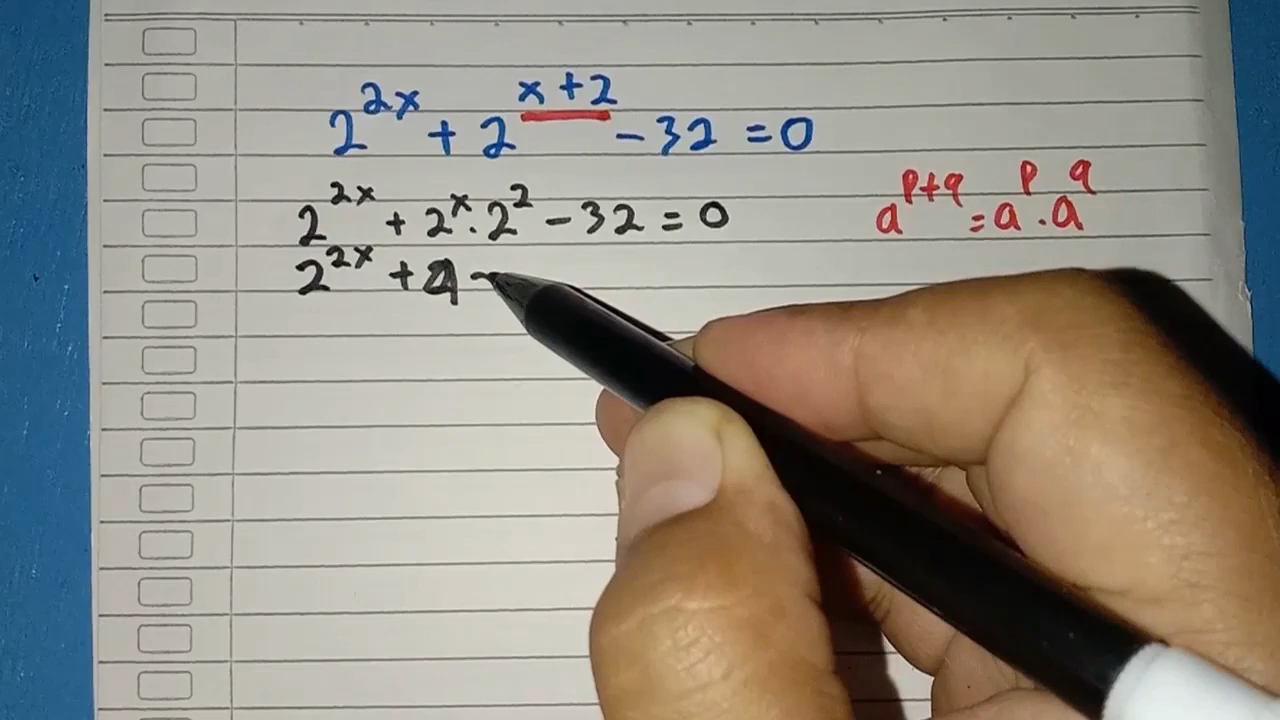 2^{2x} + 2^{x+2} - 32 = 0
2^{2x} + 2^x . 2^2 - 32 = 0
a^{p+q} = a^p . a^q
2^{2x} + 4